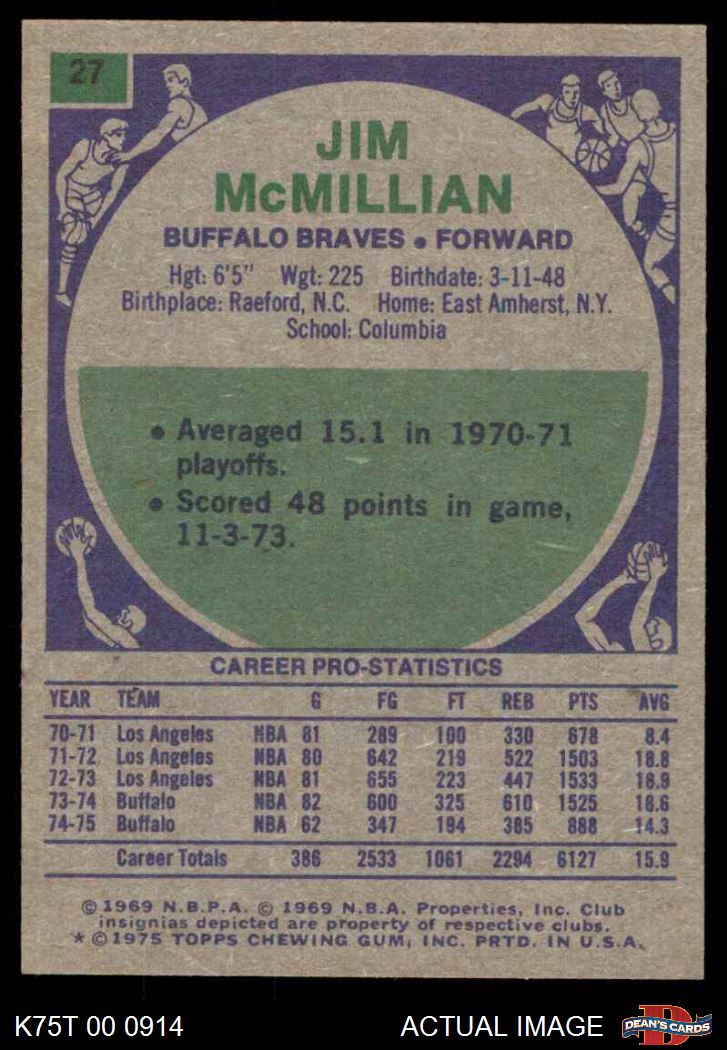 27
JIM
McMILLIAN
BUFFALO BRAVES • FORWARD
Hgt: 6'5" Wgt: 225 Birthdate: 3-11-48
Birthplace: Raeford, N.C. Home: East Amherst, N.Y.
School: Columbia
• Averaged 15.1 in 1970-71
playoffs.
• Scored 48 points in game,
11-3-73.
CAREER PRO-STATISTICS
YEAR TEAM G FG FT REB PTS AVG
70-71 Los Angeles NBA 81 289 100 330 678 8.4
71-72 Los Angeles NBA 80 642 219 522 1503 18.8
72-73 Los Angeles NBA 81 655 223 447 1533 18.9
73-74 Buffalo NBA 82 600 325 610 1525 18.6
74-75 Buffalo NBA 62 347 194 385 888 14.3
Career Totals 386 2533 1061 2294 6127 15.9
© 1969 N.B.P.A. © 1969 N.B.A. Properties, Inc. Club
insignias depicted are property of respective clubs.
* © 1975 TOPPS CHEWING GUM, INC. PRTD. IN U.S.A.
K75T 00 0914 ACTUAL IMAGE D DEAN'S CARDS